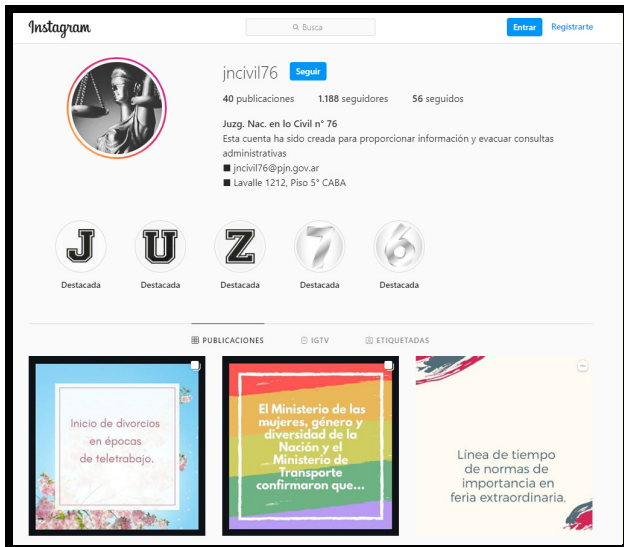 Instagram
Busca
Entrar
Registrarte
jncivil76
Seguir
40 publicaciones
1.188 seguidores
56 seguidos
Juzg. Nac. en lo Civil n° 76
Esta cuenta ha sido creada para proporcionar información y evacuar consultas
administrativas
jncivil76@pjn.gov.ar
Lavalle 1212, Piso 5° CABA
J
U
Z
7
6
Destacada
Destacada
Destacada
Destacada
Destacada
PUBLICACIONES
IGTV
ETIQUETADAS
Inicio de divorcios
en épocas
de teletrabajo.
El Ministerio de las
mujeres, género y
diversidad de la
Nación y el
Ministerio de
Transporte
confirmaron que...
Línea de tiempo
de normas de
importancia en
feria extraordinaria.